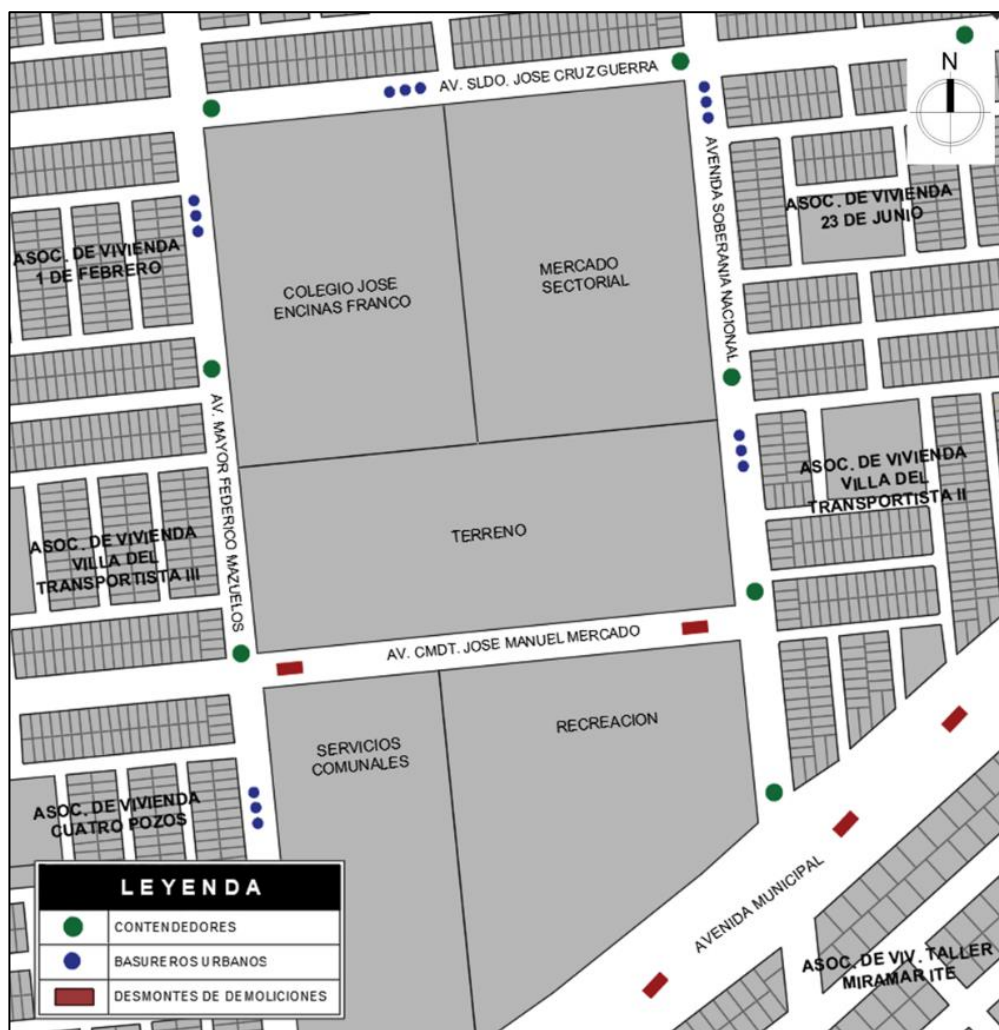 AV. SLDO. JOSE CRUZ GUERRA
N
AVENIDA SOBERANIA NACIONAL
ASOC. DE VIVIENDA
23 DE JUNIO
ASOC. DE VIVIENDA
1 DE FEBRERO
COLEGIO JOSE
ENCINAS FRANCO
MERCADO
SECTORIAL
AV. MAYOR FEDERICO MAZUELOS
ASOC. DE VIVIENDA
VILLA DEL
TRANSPORTISTA II
TERRENO
ASOC. DE VIVIENDA
VILLA DEL
TRANSPORTISTA III
AV. CMDT. JOSE MANUEL MERCADO
SERVICIOS
COMUNALES
RECREACION
ASOC. DE VIVIENDA
CUATRO POZOS
AVENIDA MUNICIPAL
ASOC. DE VIV. TALLER
MIRAMAR ITE
LEYENDA
CONTENDEDORES
BASUREROS URBANOS
DESMONTES DE DEMOLICIONES